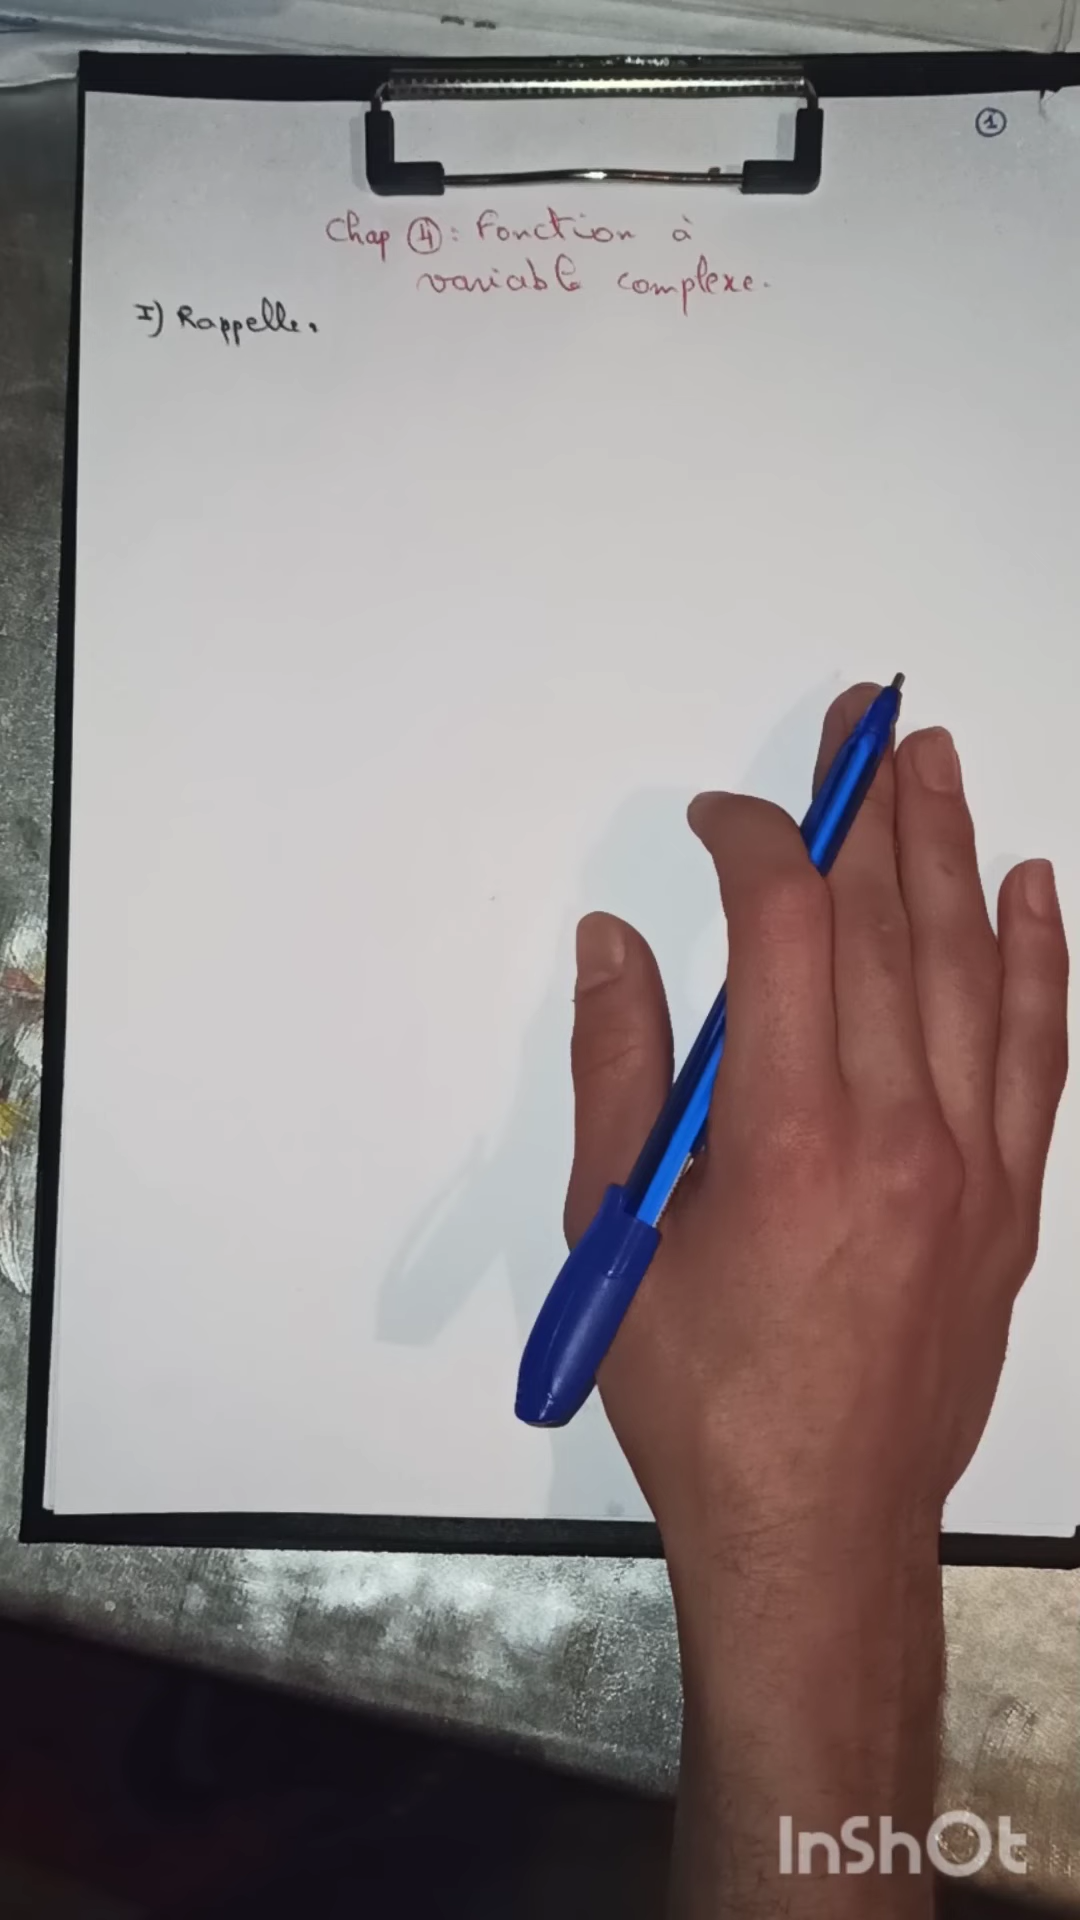 1
Chap 4 : Fonction à
variable complexe.
I) Rappelle.
InShOt